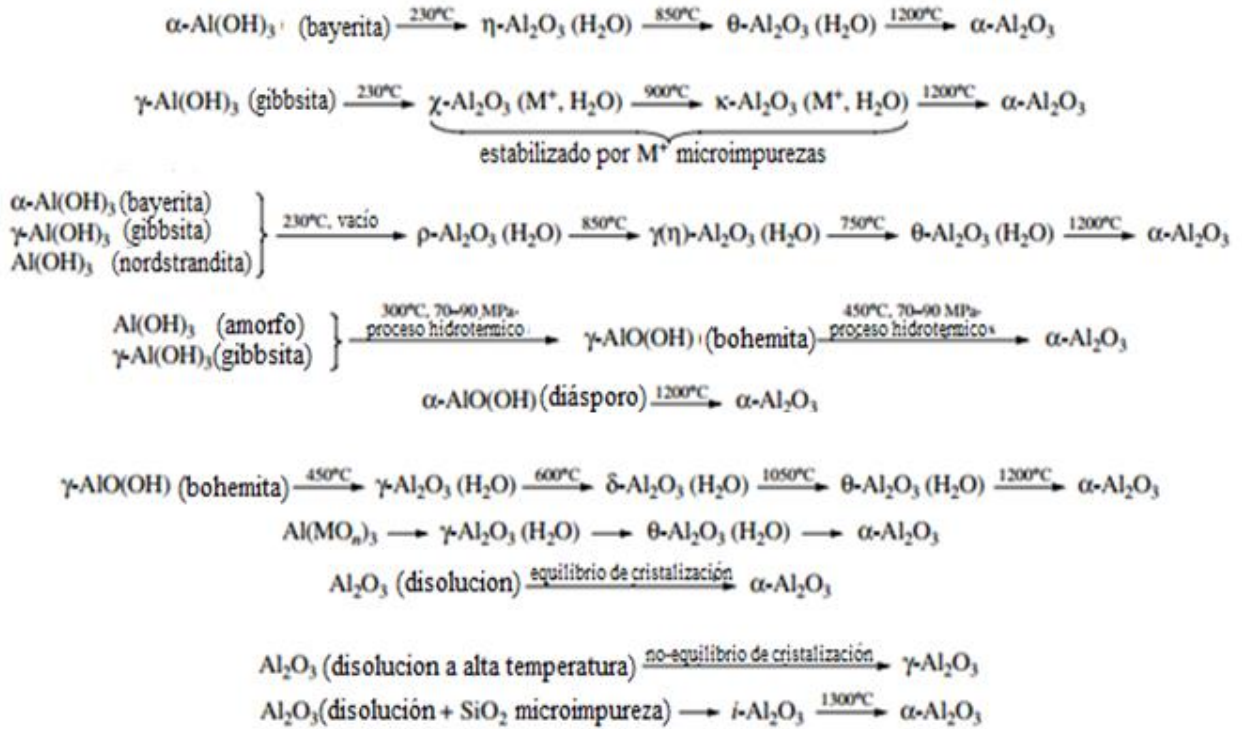 α-Al(OH)₃ (bayerita) —230°C→ η-Al₂O₃ (H₂O) —850°C→ θ-Al₂O₃ (H₂O) —1200°C→ α-Al₂O₃
γ-Al(OH)₃ (gibbsita) —230°C→ χ-Al₂O₃ (M⁺, H₂O) —900°C→ κ-Al₂O₃ (M⁺, H₂O) —1200°C→ α-Al₂O₃
estabilizado por M⁺ microimpurezas
α-Al(OH)₃ (bayerita)
γ-Al(OH)₃ (gibbsita)
Al(OH)₃ (nordstrandita)
—230°C, vacío→ ρ-Al₂O₃ (H₂O) —850°C→ γ(η)-Al₂O₃ (H₂O) —750°C→ θ-Al₂O₃ (H₂O) —1200°C→ α-Al₂O₃
Al(OH)₃ (amorfo)
γ-Al(OH)₃(gibbsita)
—300°C, 70–90 MPa- proceso hidrotermico→ γ-AlO(OH) (bohemita) —450°C, 70–90 MPa- proceso hidrotermicos→ α-Al₂O₃
α-AlO(OH) (diásporo) —1200°C→ α-Al₂O₃
γ-AlO(OH) (bohemita) —450°C→ γ-Al₂O₃ (H₂O) —600°C→ δ-Al₂O₃ (H₂O) —1050°C→ θ-Al₂O₃ (H₂O) —1200°C→ α-Al₂O₃
Al(MOₙ)₃ → γ-Al₂O₃ (H₂O) → θ-Al₂O₃ (H₂O) → α-Al₂O₃
Al₂O₃ (disolucion) —equilibrio de cristalización→ α-Al₂O₃
Al₂O₃ (disolucion a alta temperatura) —no-equilibrio de cristalización→ γ-Al₂O₃
Al₂O₃(disolución + SiO₂ microimpureza) → i-Al₂O₃ —1300°C→ α-Al₂O₃